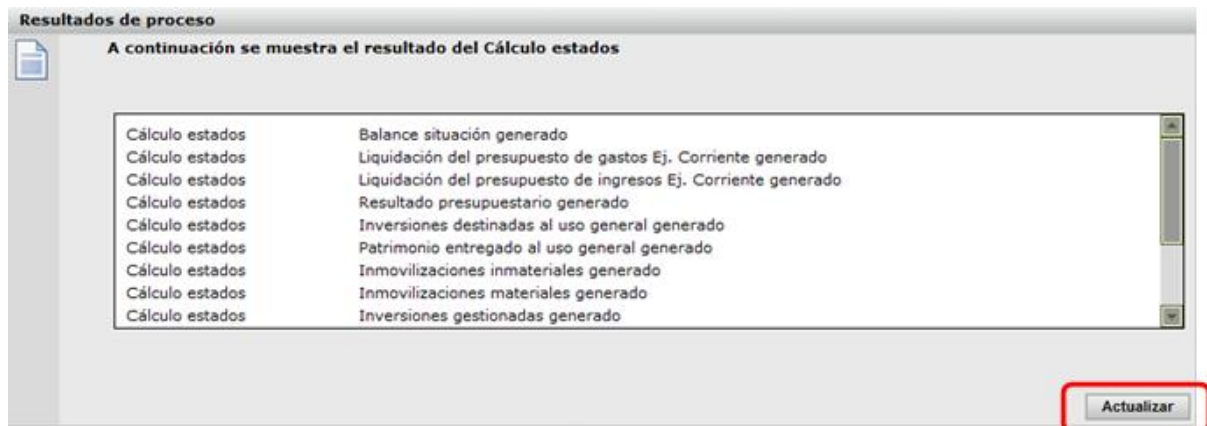 Resultados de proceso
A continuación se muestra el resultado del Cálculo estados
Cálculo estados Balance situación generado
Cálculo estados Liquidación del presupuesto de gastos Ej. Corriente generado
Cálculo estados Liquidación del presupuesto de ingresos Ej. Corriente generado
Cálculo estados Resultado presupuestario generado
Cálculo estados Inversiones destinadas al uso general generado
Cálculo estados Patrimonio entregado al uso general generado
Cálculo estados Inmovilizaciones inmateriales generado
Cálculo estados Inmovilizaciones materiales generado
Cálculo estados Inversiones gestionadas generado
Actualizar